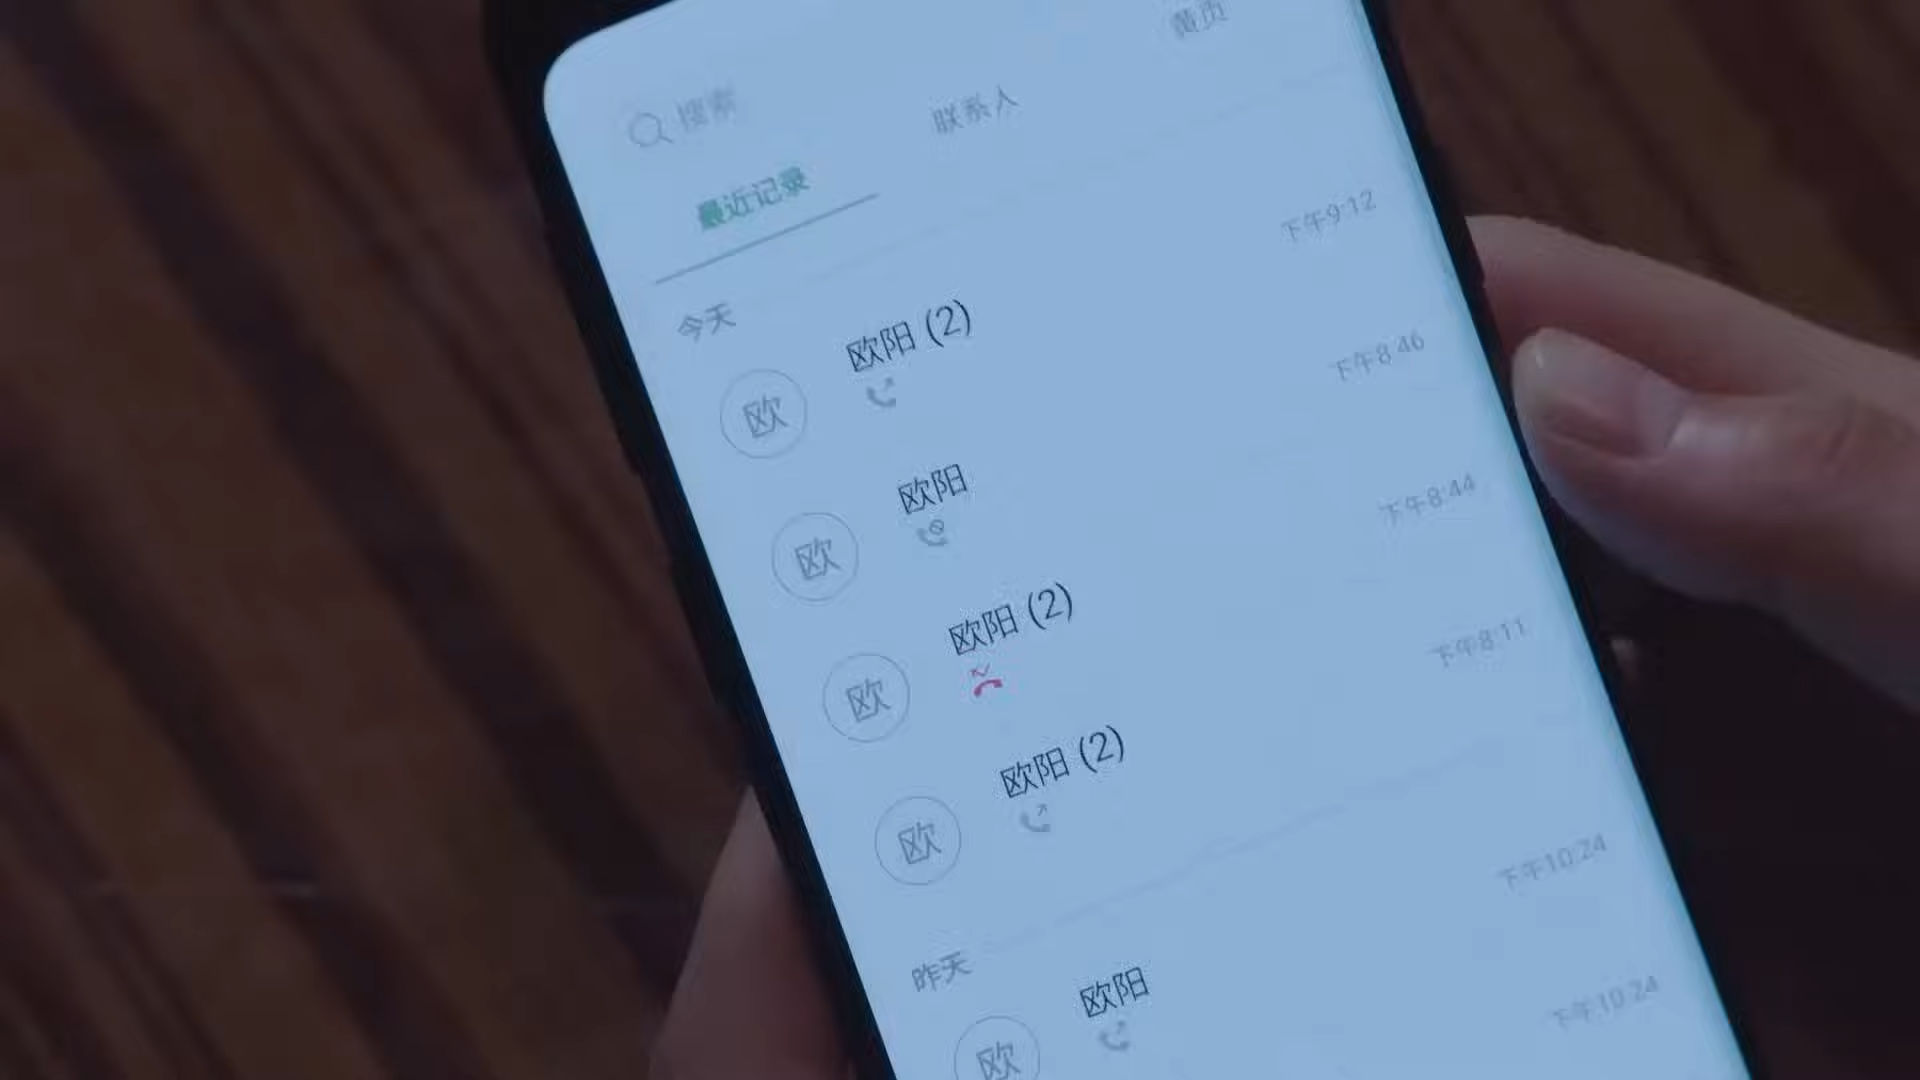 黄页
搜索
联系人
最近记录
今天
下午9:12
欧阳 (2)
欧
下午8:46
欧阳
欧
下午8:44
欧阳 (2)
欧
下午8:11
欧阳 (2)
欧
昨天
下午10:24
欧阳
欧
下午10:24